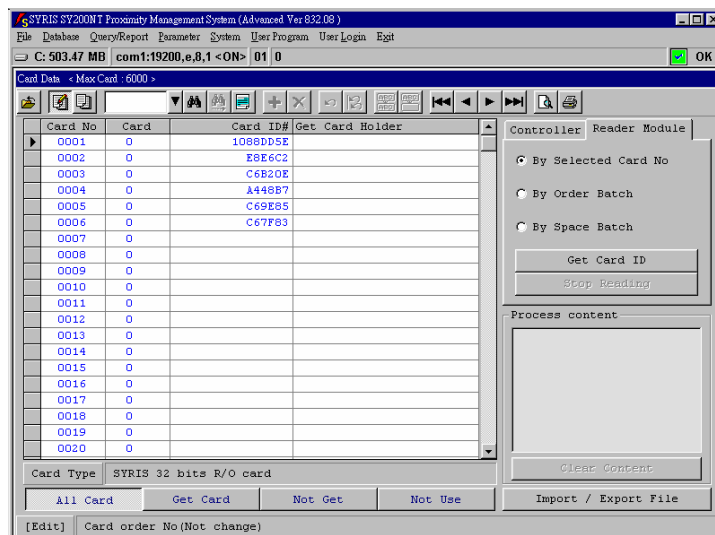 SYRIS SY200NT Proximity Management System (Advanced Ver 832.08 )
File Database Query/Report Parameter System User Program User Login Exit
C: 503.47 MB com1:19200,e,8,1 <ON> 01 0 OK
Card Data < Max Card : 6000 >
Card No Card Card ID# Get Card Holder
0001 0 1088DD5E
0002 0 E8E6C2
0003 0 C6B20E
0004 0 A448B7
0005 0 C69E85
0006 0 C67F83
0007 0
0008 0
0009 0
0010 0
0011 0
0012 0
0013 0
0014 0
0015 0
0016 0
0017 0
0018 0
0019 0
0020 0
Controller Reader Module
By Selected Card No
By Order Batch
By Space Batch
Get Card ID
Stop Reading
Process content
Clear Content
Card Type SYRIS 32 bits R/O card
All Card Get Card Not Get Not Use Import / Export File
[Edit] Card order No(Not change)